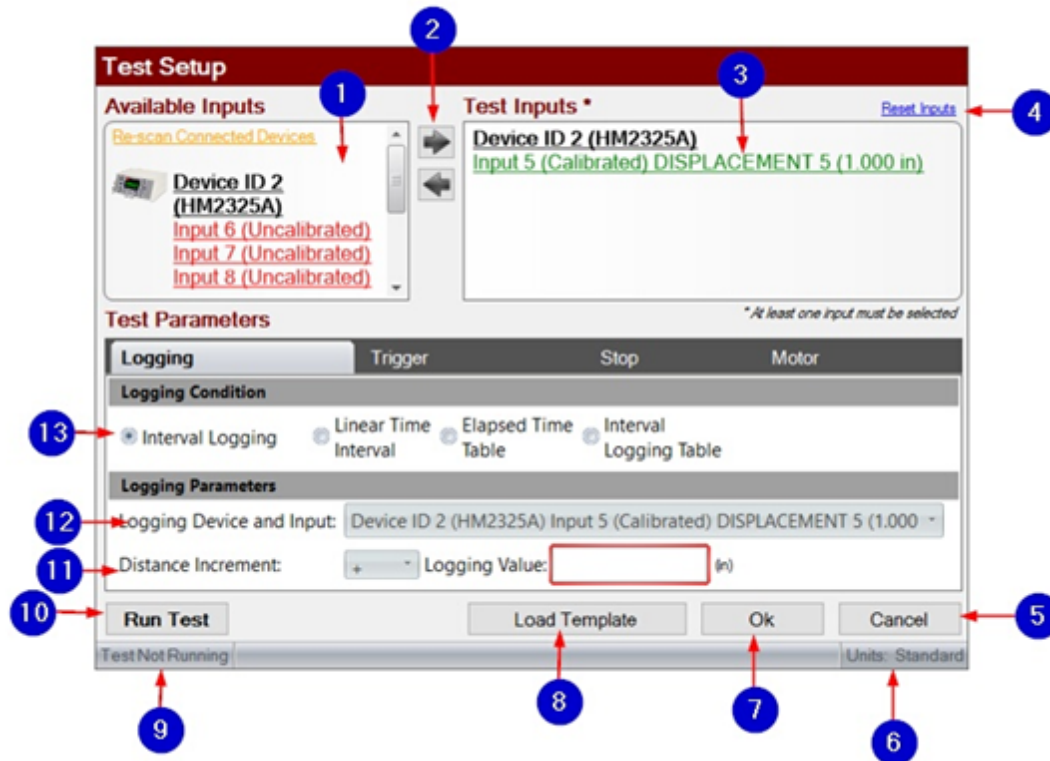 2
Test Setup
1
3
Available Inputs
Test Inputs *
Reset Inputs
4
Re-scan Connected Devices
Device ID 2
(HM2325A)
Input 6 (Uncalibrated)
Input 7 (Uncalibrated)
Input 8 (Uncalibrated)
Device ID 2 (HM2325A)
Input 5 (Calibrated) DISPLACEMENT 5 (1.000 in)
* At least one input must be selected
Test Parameters
Logging Trigger Stop Motor
Logging Condition
13
Interval Logging
Linear Time
Interval
Elapsed Time
Table
Interval
Logging Table
Logging Parameters
12
Logging Device and Input: Device ID 2 (HM2325A) Input 5 (Calibrated) DISPLACEMENT 5 (1.000
11
Distance Increment: + Logging Value: (in)
10
Run Test Load Template Ok Cancel
5
Test Not Running Units: Standard
9
8
7
6